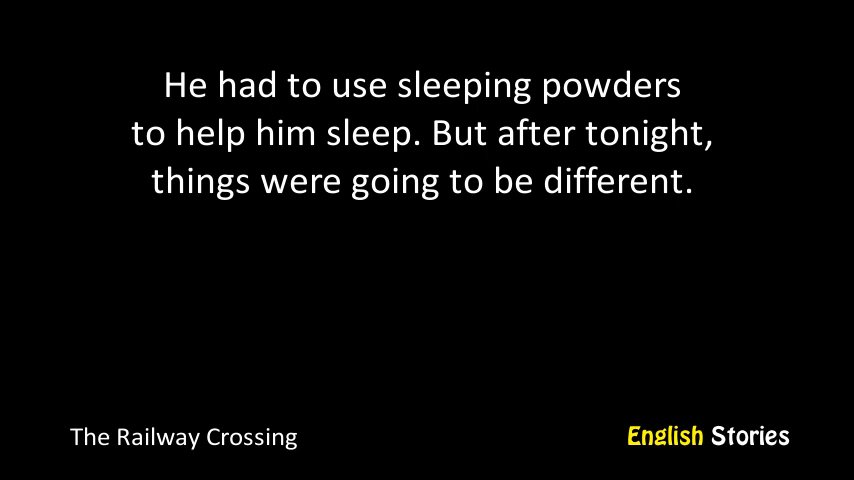 He had to use sleeping powders
to help him sleep. But after tonight,
things were going to be different.
The Railway Crossing
English Stories